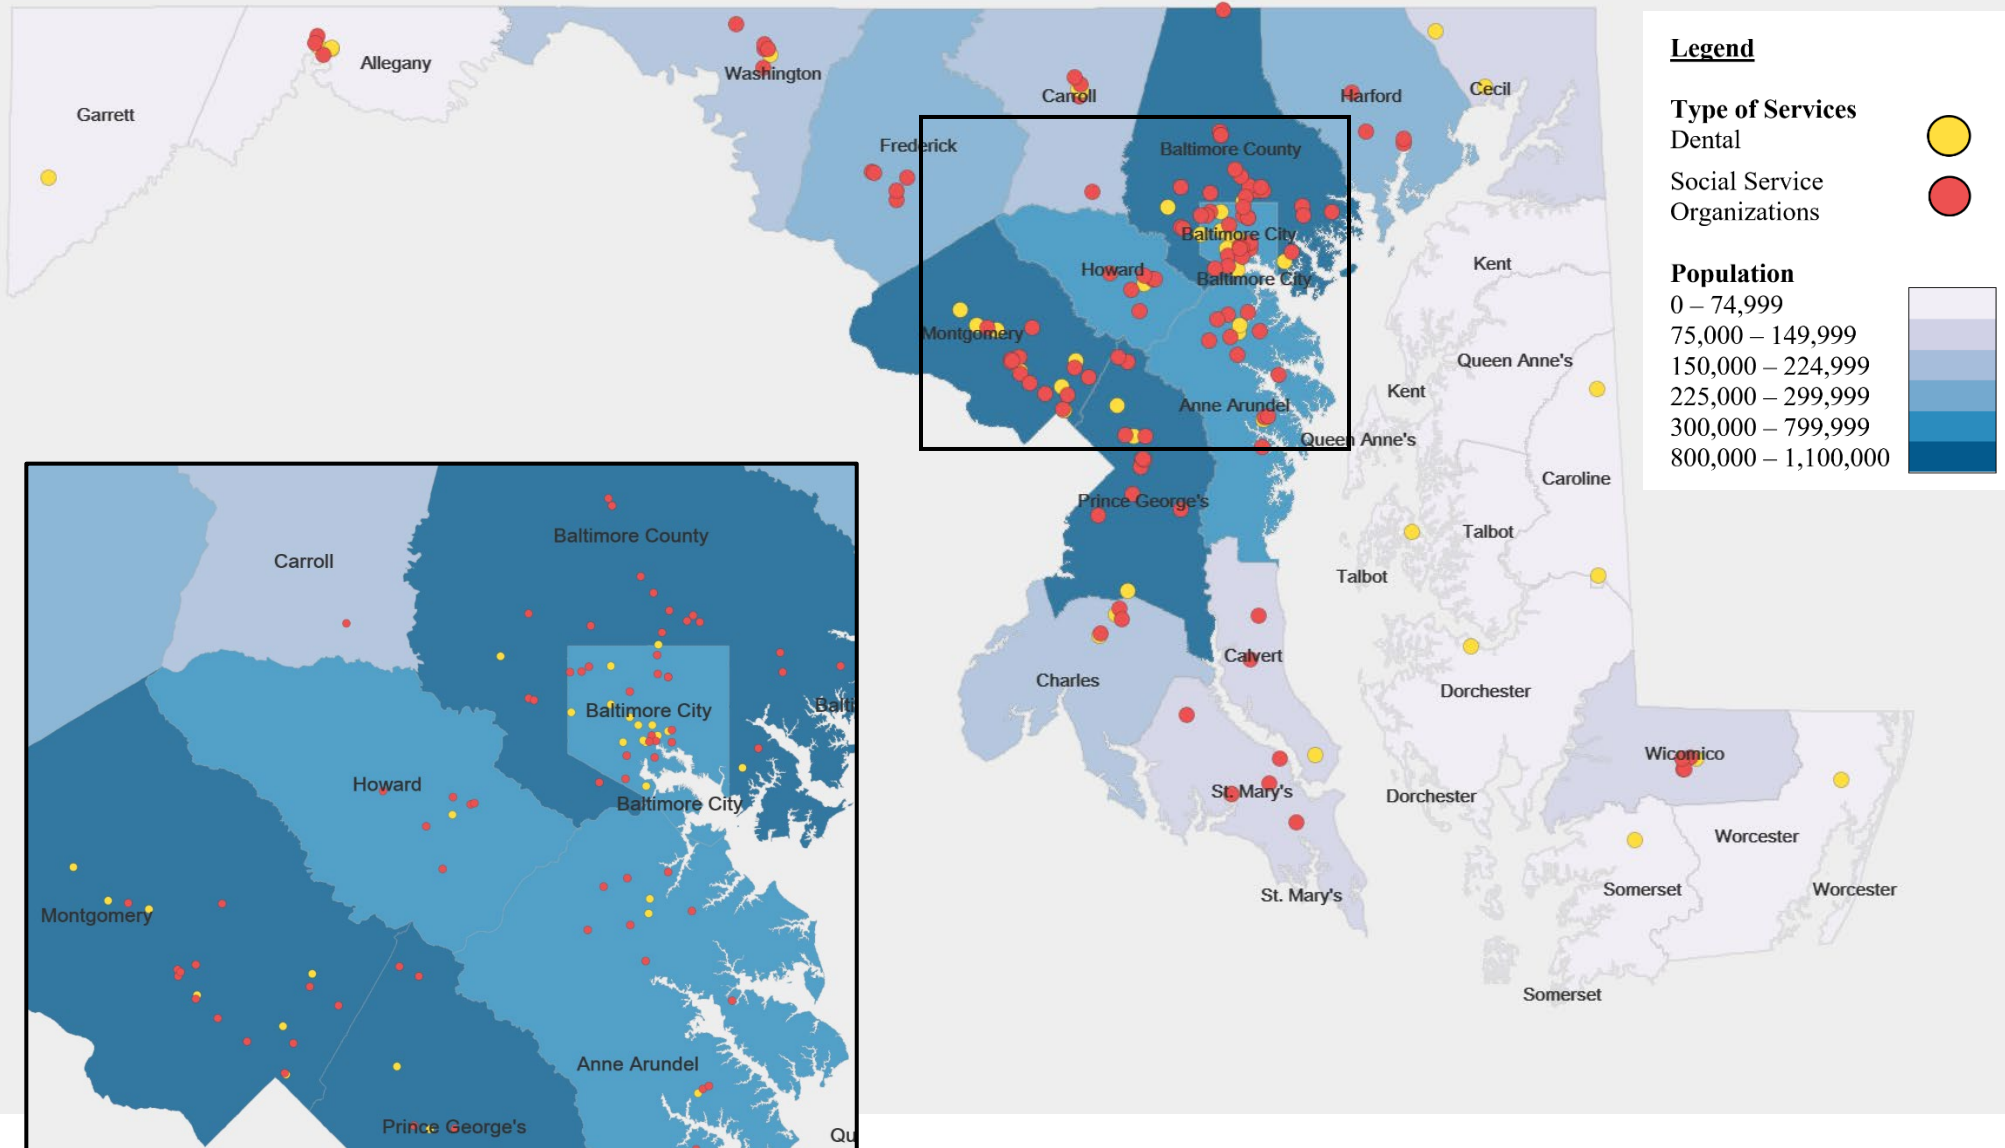 Legend
Type of Services
Dental
Social Service
Organizations
Population
0 – 74,999
75,000 – 149,999
150,000 – 224,999
225,000 – 299,999
300,000 – 799,999
800,000 – 1,100,000
Garrett
Allegany
Washington
Frederick
Carroll
Baltimore County
Harford
Cecil
Baltimore City
Baltimore City
Howard
Montgomery
Anne Arundel
Prince George's
Kent
Kent
Queen Anne's
Queen Anne's
Caroline
Talbot
Talbot
Calvert
Charles
St. Mary's
St. Mary's
Dorchester
Dorchester
Wicomico
Worcester
Worcester
Somerset
Somerset
Carroll
Baltimore County
Baltimore City
Balti
Howard
Baltimore City
Montgomery
Anne Arundel
Prince George's
Qu